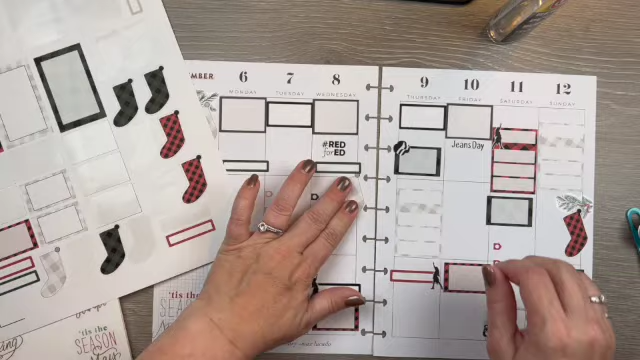 MBER
6 7 8
MONDAY TUESDAY WEDNESDAY
#RED
for ED
9 10 11 12
THURSDAY FRIDAY SATURDAY SUNDAY
Jeans Day
'tis the
SEASON
'tis the
SEASON